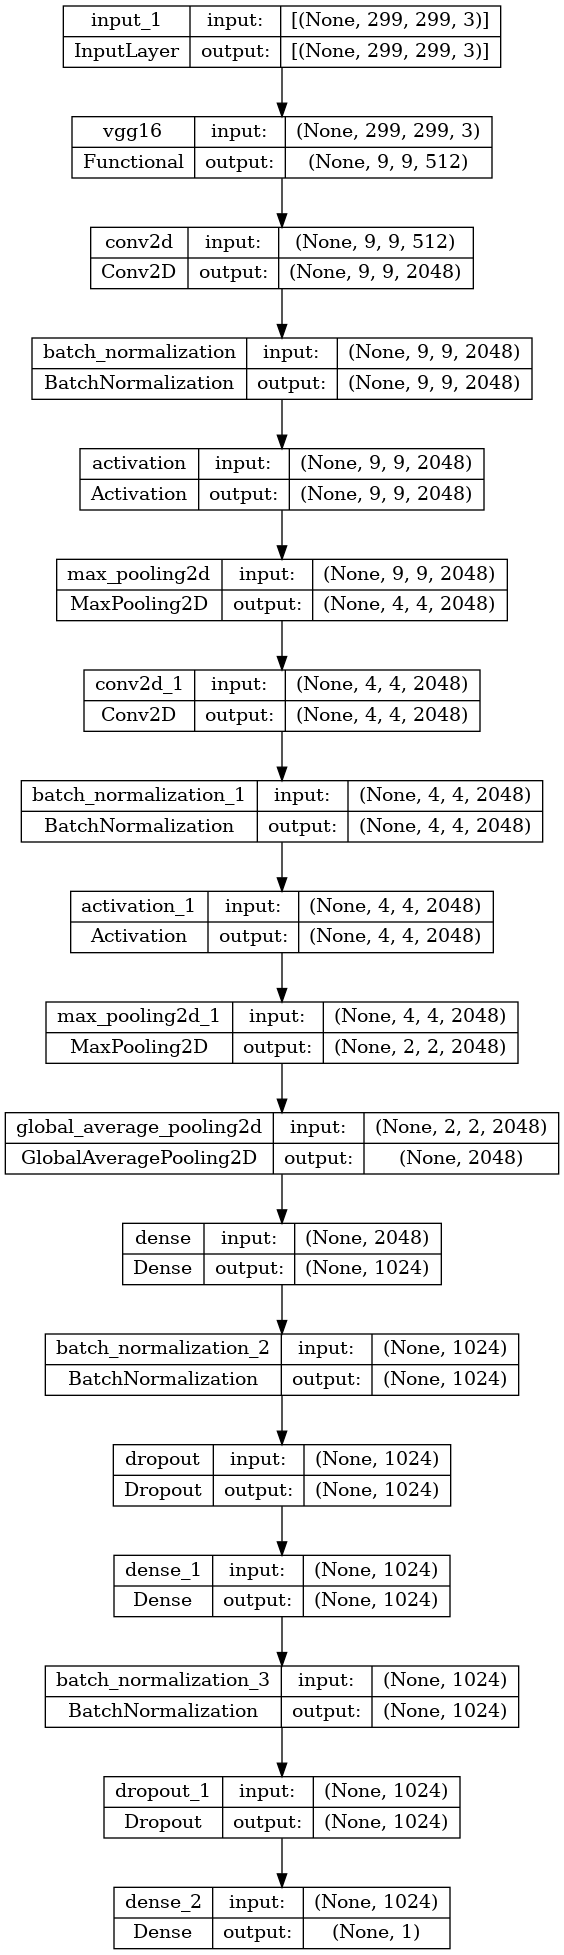 input_1 input: [(None, 299, 299, 3)]
InputLayer output: [(None, 299, 299, 3)]
vgg16 input: (None, 299, 299, 3)
Functional output: (None, 9, 9, 512)
conv2d input: (None, 9, 9, 512)
Conv2D output: (None, 9, 9, 2048)
batch_normalization input: (None, 9, 9, 2048)
BatchNormalization output: (None, 9, 9, 2048)
activation input: (None, 9, 9, 2048)
Activation output: (None, 9, 9, 2048)
max_pooling2d input: (None, 9, 9, 2048)
MaxPooling2D output: (None, 4, 4, 2048)
conv2d_1 input: (None, 4, 4, 2048)
Conv2D output: (None, 4, 4, 2048)
batch_normalization_1 input: (None, 4, 4, 2048)
BatchNormalization output: (None, 4, 4, 2048)
activation_1 input: (None, 4, 4, 2048)
Activation output: (None, 4, 4, 2048)
max_pooling2d_1 input: (None, 4, 4, 2048)
MaxPooling2D output: (None, 2, 2, 2048)
global_average_pooling2d input: (None, 2, 2, 2048)
GlobalAveragePooling2D output: (None, 2048)
dense input: (None, 2048)
Dense output: (None, 1024)
batch_normalization_2 input: (None, 1024)
BatchNormalization output: (None, 1024)
dropout input: (None, 1024)
Dropout output: (None, 1024)
dense_1 input: (None, 1024)
Dense output: (None, 1024)
batch_normalization_3 input: (None, 1024)
BatchNormalization output: (None, 1024)
dropout_1 input: (None, 1024)
Dropout output: (None, 1024)
dense_2 input: (None, 1024)
Dense output: (None, 1)